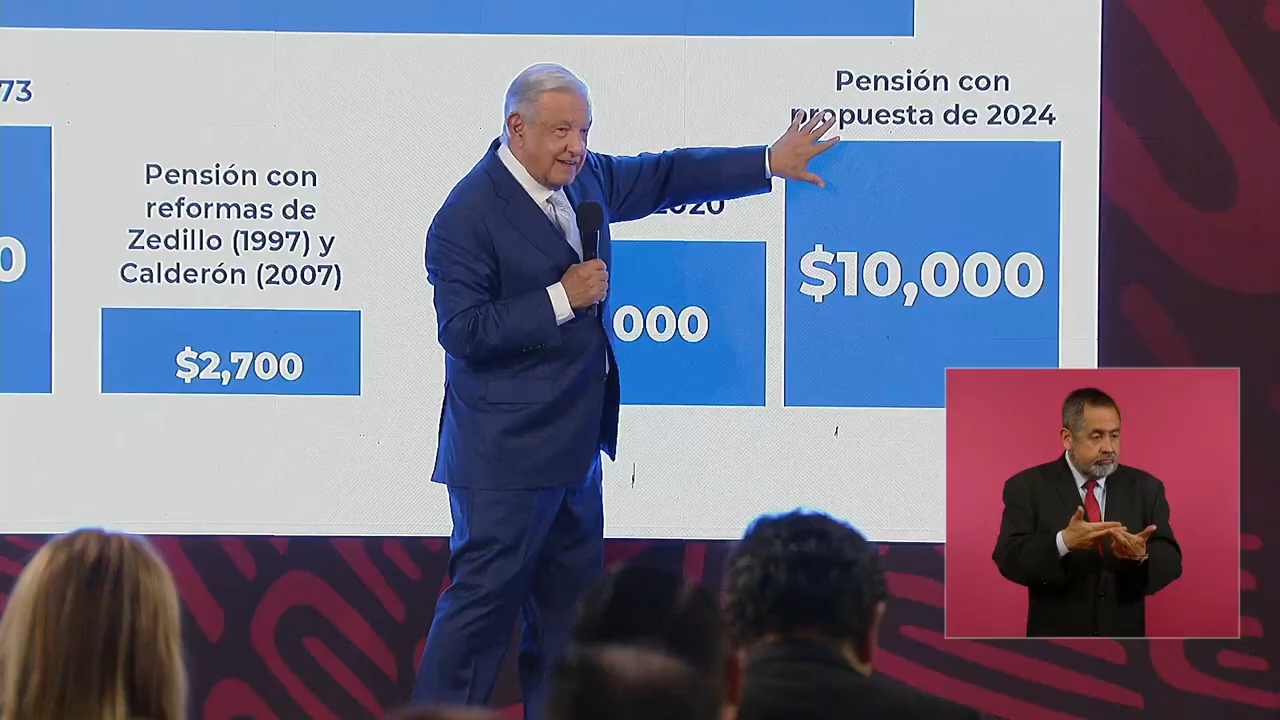 73
0
Pensión con
reformas de
Zedillo (1997) y
Calderón (2007)
$2,700
2020
000
Pensión con
propuesta de 2024
$10,000